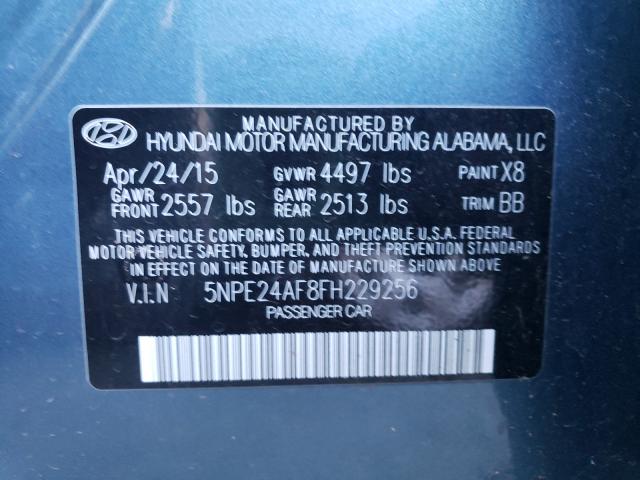 MANUFACTURED BY
HYUNDAI MOTOR MANUFACTURING ALABAMA, LLC
Apr/24/15 GVWR 4497 lbs PAINT X8
GAWR FRONT 2557 lbs GAWR REAR 2513 lbs TRIM BB
THIS VEHICLE CONFORMS TO ALL APPLICABLE U.S.A. FEDERAL
MOTOR VEHICLE SAFETY, BUMPER, AND THEFT PREVENTION STANDARDS
IN EFFECT ON THE DATE OF MANUFACTURE SHOWN ABOVE.
V.I.N 5NPE24AF8FH229256
PASSENGER CAR